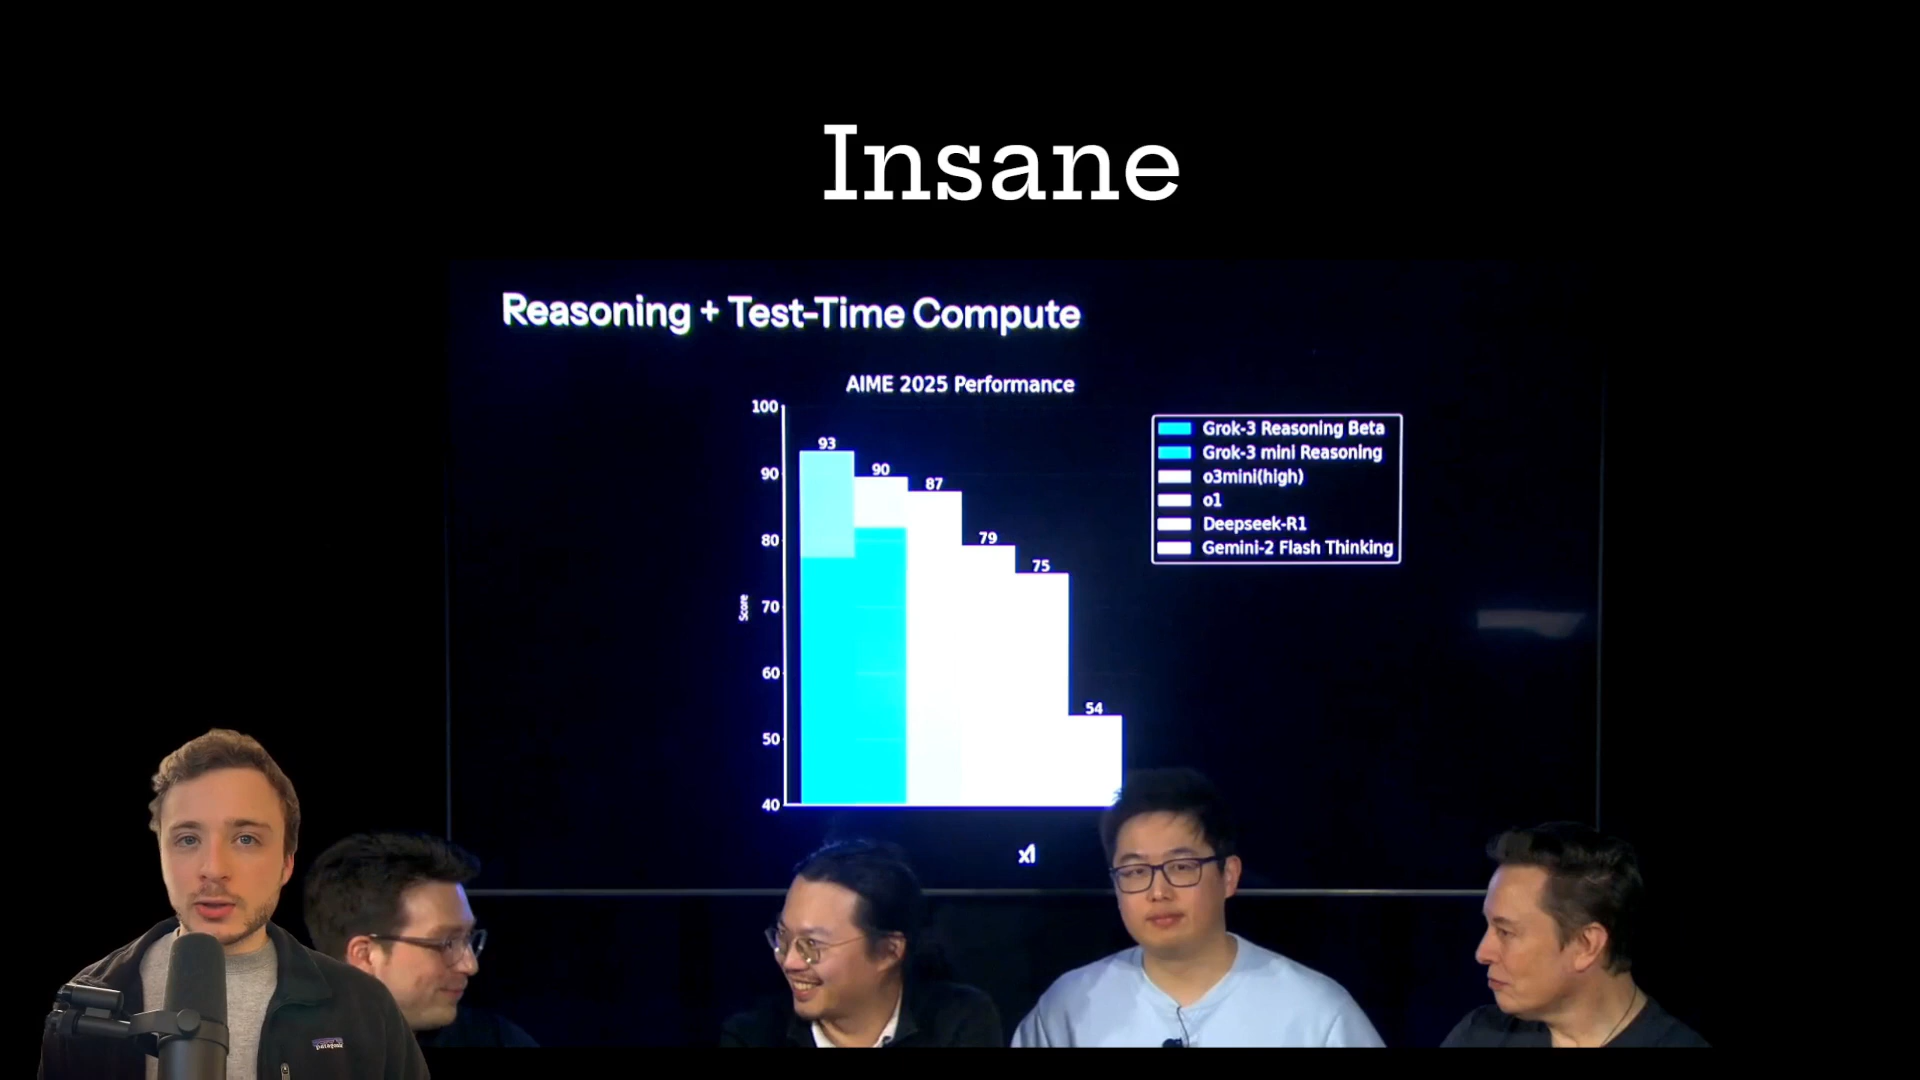 Insane
Reasoning + Test-Time Compute
AIME 2025 Performance
100
90
80
70
60
50
40
Score
93
90
87
79
75
54
Grok-3 Reasoning Beta
Grok-3 mini Reasoning
o3mini(high)
o1
Deepseek-R1
Gemini-2 Flash Thinking
xI
patagonia